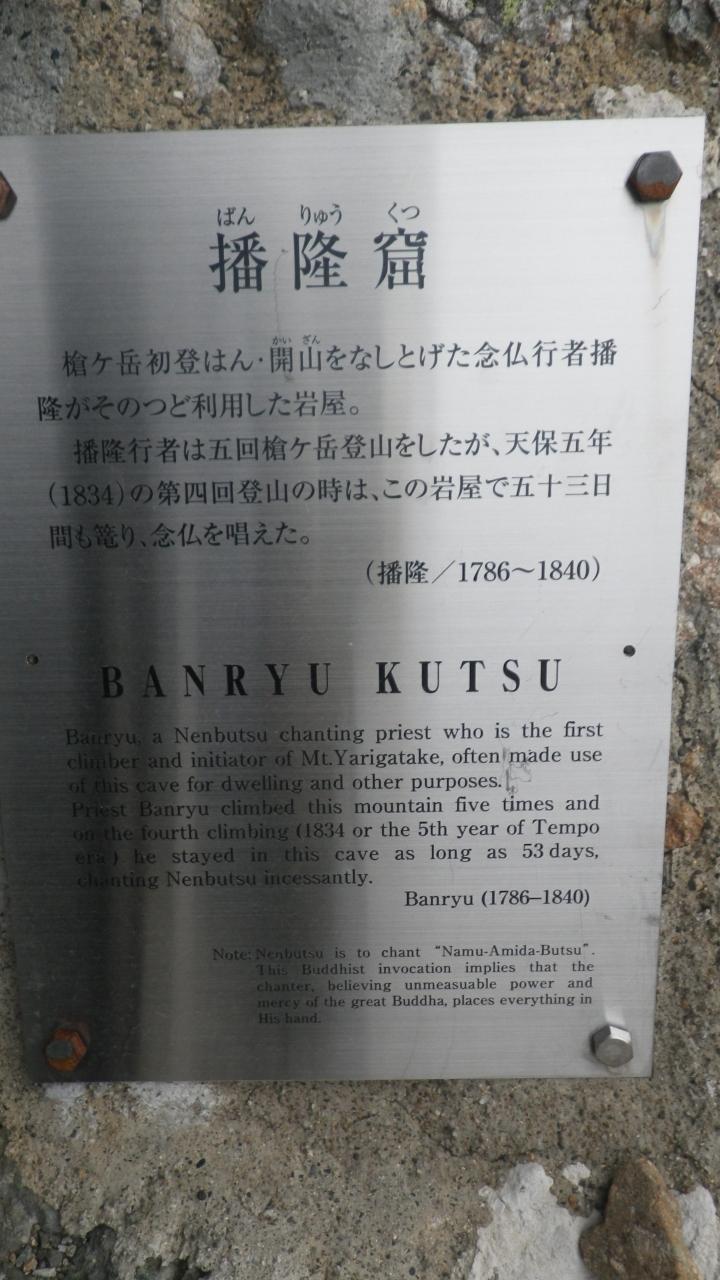 ばん りゅう くつ
播隆窟
かい ざん
槍ケ岳初登はん・開山をなしとげた念仏行者播
隆がそのつど利用した岩屋。
播隆行者は五回槍ケ岳登山をしたが、天保五年
(1834)の第四回登山の時は、この岩屋で五十三日
間も篭り、念仏を唱えた。
(播隆／1786〜1840)
BANRYU KUTSU
Banryu, a Nenbutsu chanting priest who is the first
climber and initiator of Mt.Yarigatake, often made use
of this cave for dwelling and other purposes.
Priest Banryu climbed this mountain five times and
on the fourth climbing (1834 or the 5th year of Tempo
era) he stayed in this cave as long as 53 days,
chanting Nenbutsu incessantly.
Banryu (1786–1840)
Note: Nenbutsu is to chant "Namu-Amida-Butsu".
This Buddhist invocation implies that the
chanter, believing unmeasuable power and
mercy of the great Buddha, places everything in
His hand.